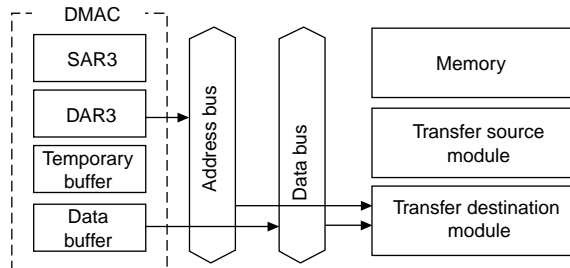 DMAC
SAR3
DAR3
Temporary
buffer
Data
buffer
Address bus
Data bus
Memory
Transfer source
module
Transfer destination
module